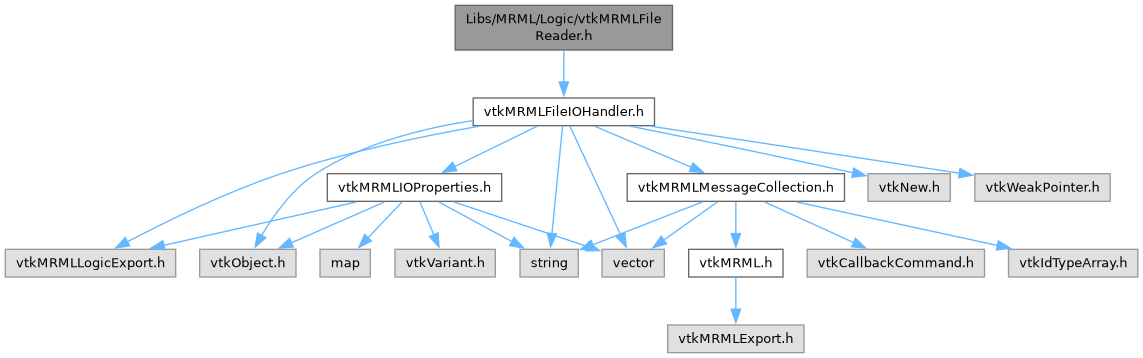 Libs/MRML/Logic/vtkMRMLFile
Reader.h
vtkMRMLFileIOHandler.h
vtkMRMLIOProperties.h
vtkMRMLMessageCollection.h
vtkNew.h
vtkWeakPointer.h
vtkMRMLLogicExport.h
vtkObject.h
map
vtkVariant.h
string
vector
vtkMRML.h
vtkCallbackCommand.h
vtkIdTypeArray.h
vtkMRMLExport.h